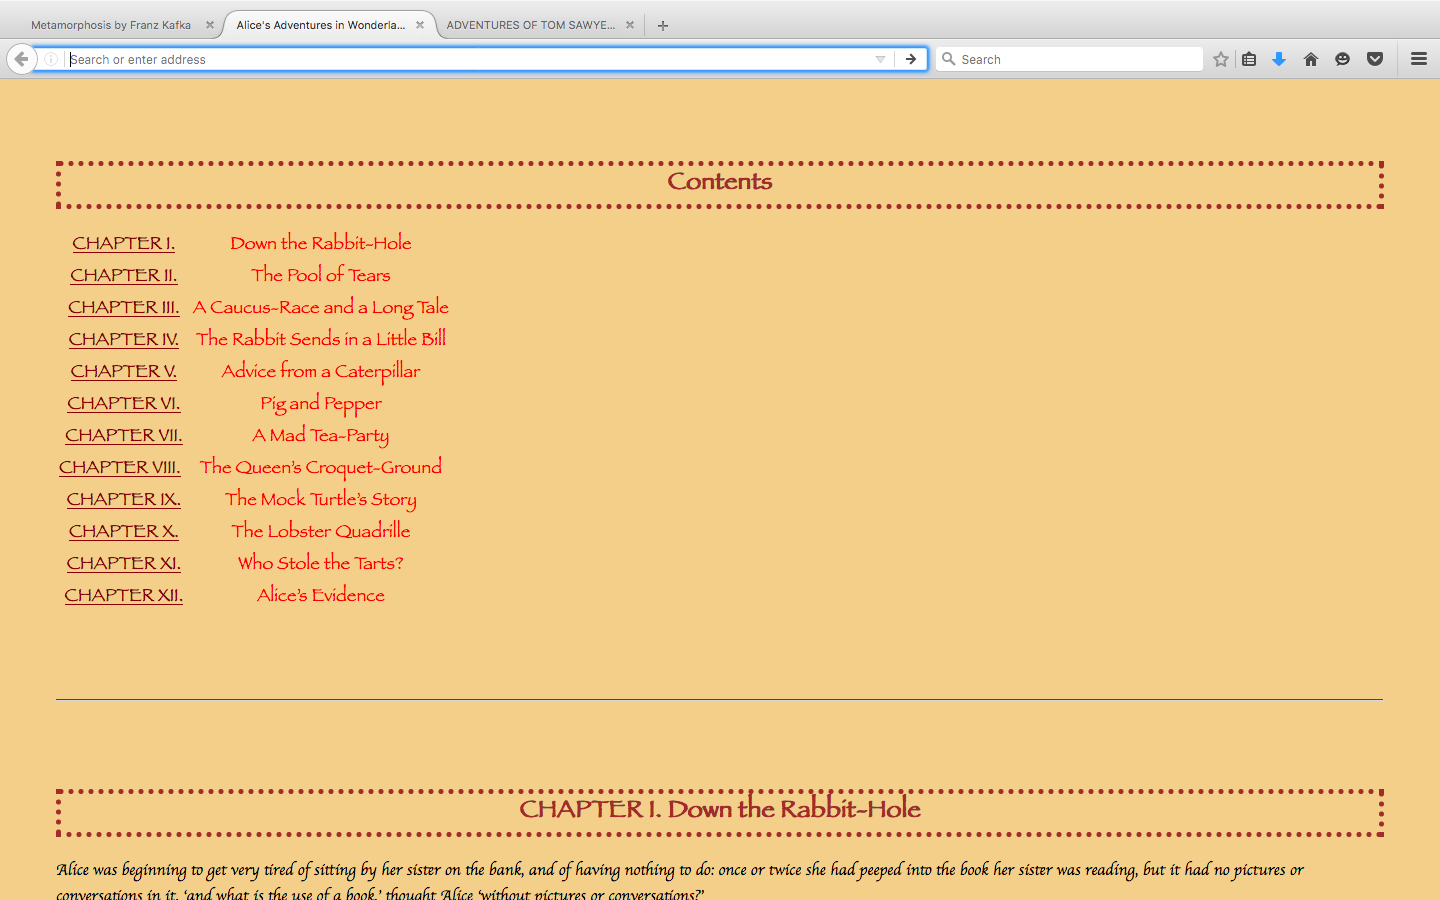 Metamorphosis by Franz Kafka
Alice's Adventures in Wonderla...
ADVENTURES OF TOM SAWYE...
Search or enter address
Search
Contents
CHAPTER I. Down the Rabbit-Hole
CHAPTER II. The Pool of Tears
CHAPTER III. A Caucus-Race and a Long Tale
CHAPTER IV. The Rabbit Sends in a Little Bill
CHAPTER V. Advice from a Caterpillar
CHAPTER VI. Pig and Pepper
CHAPTER VII. A Mad Tea-Party
CHAPTER VIII. The Queen’s Croquet-Ground
CHAPTER IX. The Mock Turtle’s Story
CHAPTER X. The Lobster Quadrille
CHAPTER XI. Who Stole the Tarts?
CHAPTER XII. Alice’s Evidence
CHAPTER I. Down the Rabbit-Hole
Alice was beginning to get very tired of sitting by her sister on the bank, and of having nothing to do: once or twice she had peeped into the book her sister was reading, but it had no pictures or
conversations in it, ‘and what is the use of a book,’ thought Alice ‘without pictures or conversations?’